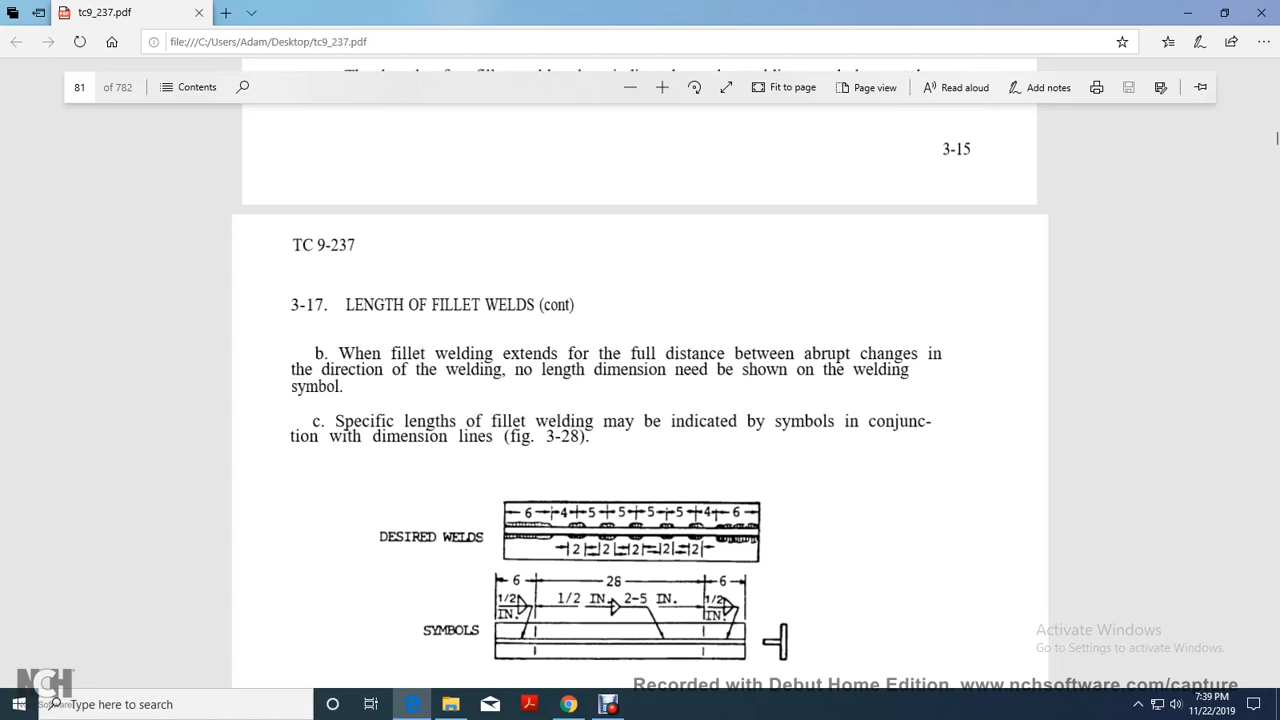 tc9_237.pdf
file:///C:/Users/Adam/Desktop/tc9_237.pdf
81 of 782 Contents Fit to page Page view Read aloud Add notes
3-15
TC 9-237
3-17. LENGTH OF FILLET WELDS (cont)
b. When fillet welding extends for the full distance between abrupt changes in
the direction of the welding, no length dimension need be shown on the welding
symbol.
c. Specific lengths of fillet welding may be indicated by symbols in conjunc-
tion with dimension lines (fig. 3-28).
6 4 5 5 5 5 4 6
DESIRED WELDS
2 2 2 2 2
6 28 6
1/2 IN. 1/2 IN. 2-5 IN. 1/2 IN.
SYMBOLS
Activate Windows
Go to Settings to activate Windows.
NCH
Software
Recorded with Debut Home Edition. www.nchsoftware.com/capture
Type here to search
7:39 PM
11/22/2019